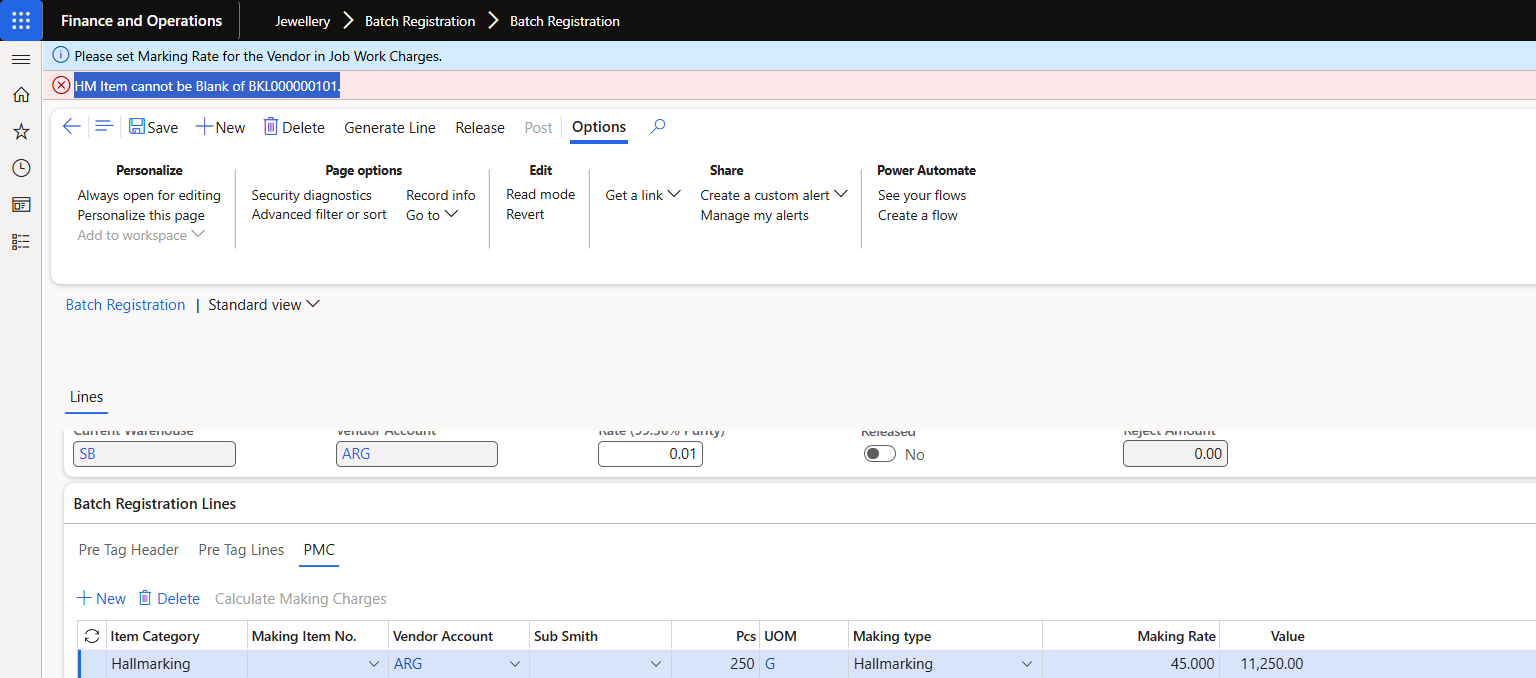 Finance and Operations Jewellery Batch Registration Batch Registration
Please set Marking Rate for the Vendor in Job Work Charges.
HM Item cannot be Blank of BKL000000101.
Save New Delete Generate Line Release Post Options
Personalize Page options Edit Share Power Automate
Always open for editing Security diagnostics Record info Read mode Get a link Create a custom alert See your flows
Personalize this page Advanced filter or sort Go to Revert Manage my alerts Create a flow
Add to workspace
Batch Registration | Standard view
Lines
Current Warehouse Vendor Account Released Reject Amount
SB ARG 0.01 No 0.00
Batch Registration Lines
Pre Tag Header Pre Tag Lines PMC
New Delete Calculate Making Charges
Item Category Making Item No. Vendor Account Sub Smith Pcs UOM Making type Making Rate Value
Hallmarking ARG 250 G Hallmarking 45.000 11,250.00